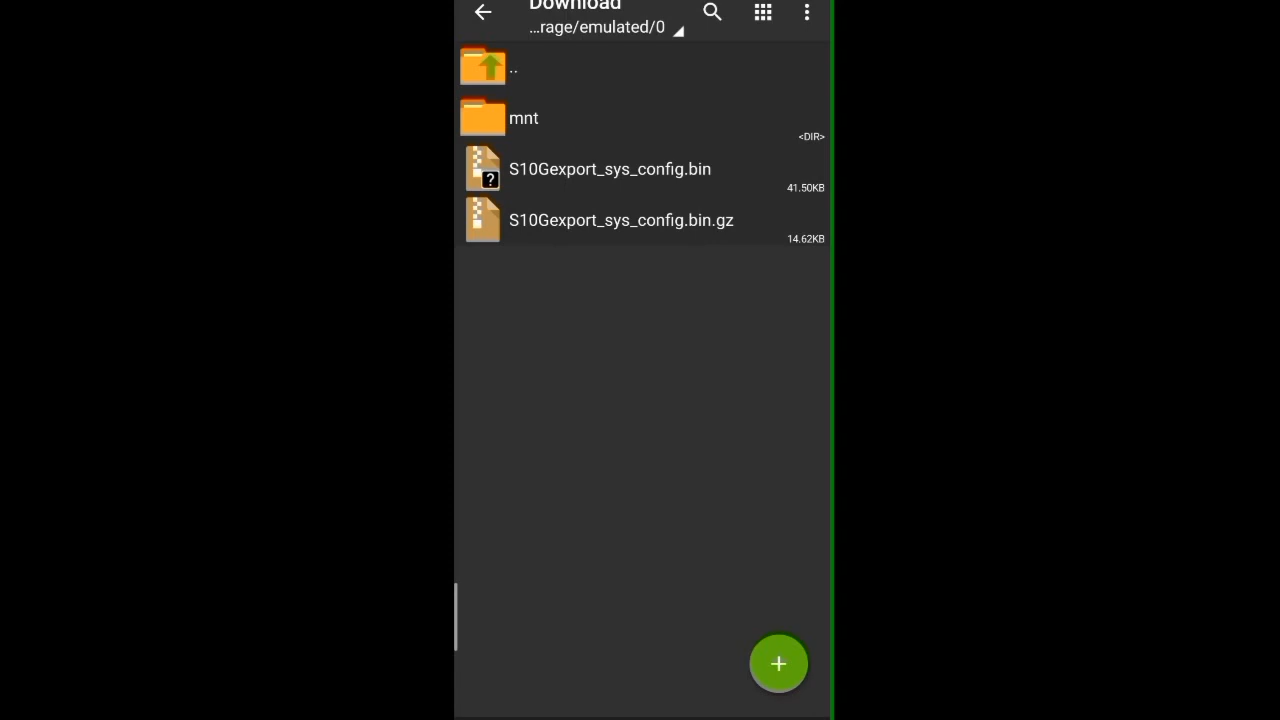 Download
...rage/emulated/0
..
mnt
<DIR>
S10Gexport_sys_config.bin
41.50KB
S10Gexport_sys_config.bin.gz
14.62KB